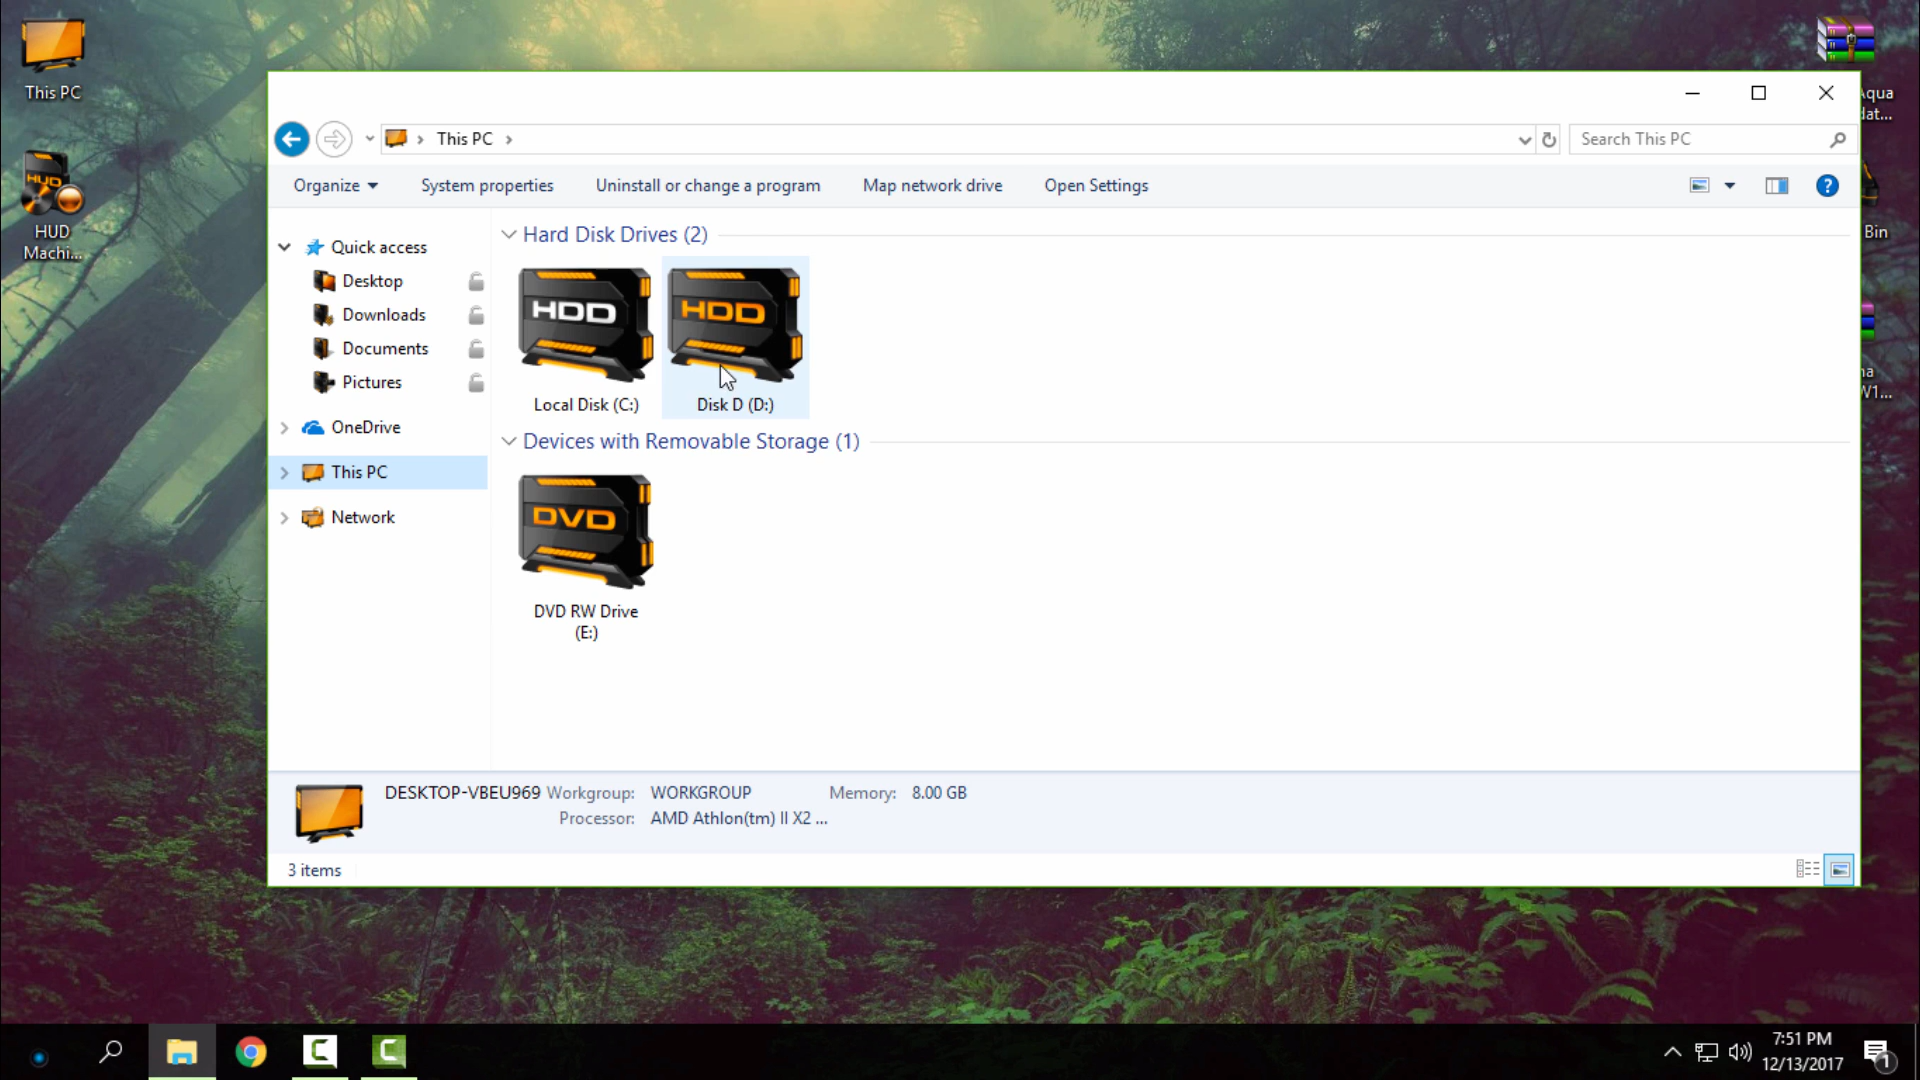 This PC
HUD
HUD
Machi...
Aqua
dat...
Bin
W1...
This PC
Search This PC
Organize
System properties
Uninstall or change a program
Map network drive
Open Settings
?
Quick access
Desktop
Downloads
Documents
Pictures
OneDrive
This PC
Network
Hard Disk Drives (2)
HDD
HDD
Local Disk (C:)
Disk D (D:)
Devices with Removable Storage (1)
DVD
DVD RW Drive
(E:)
DESKTOP-VBEU969 Workgroup: WORKGROUP Memory: 8.00 GB
Processor: AMD Athlon(tm) II X2 ...
3 items
7:51 PM
12/13/2017
1